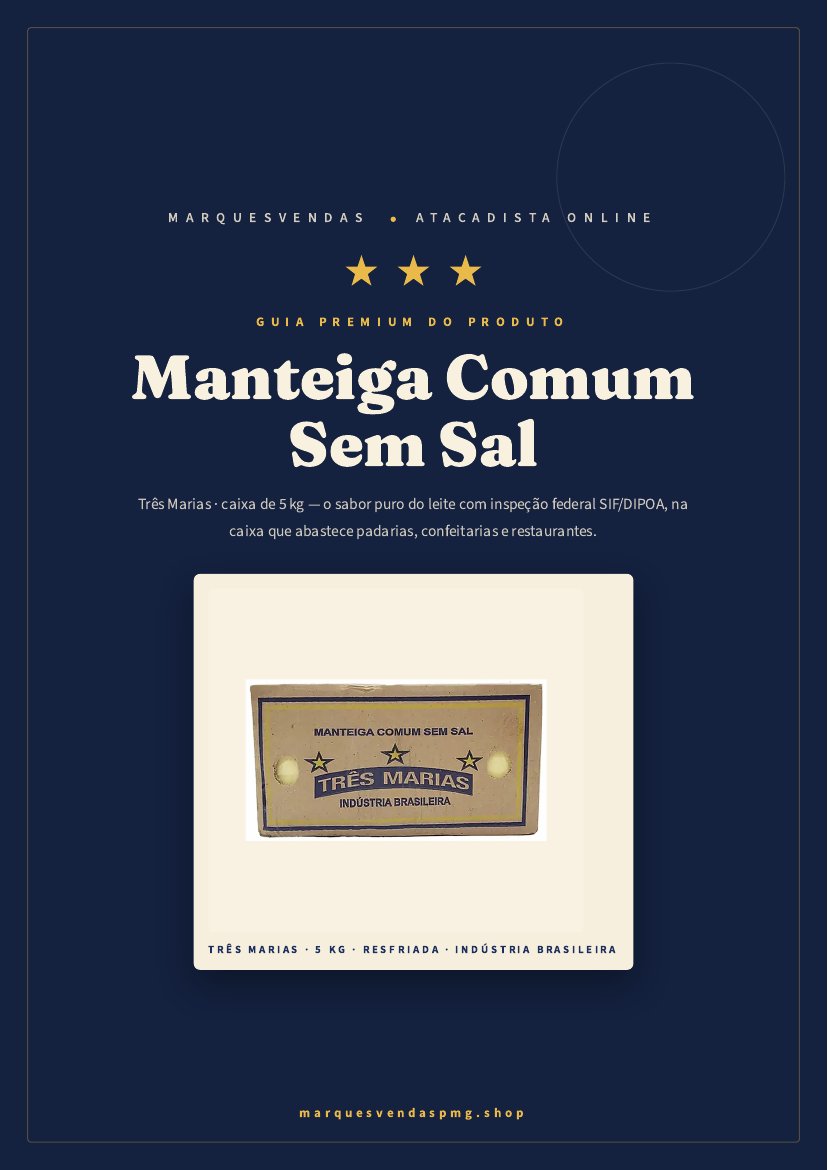 MARQUESVENDAS • ATACADISTA ONLINE
GUIA PREMIUM DO PRODUTO
Manteiga Comum
Sem Sal
Três Marias · caixa de 5 kg — o sabor puro do leite com inspeção federal SIF/DIPOA, na
caixa que abastece padarias, confeitarias e restaurantes.
MANTEIGA COMUM SEM SAL
TRÊS MARIAS
INDÚSTRIA BRASILEIRA
TRÊS MARIAS · 5 KG · RESFRIADA · INDÚSTRIA BRASILEIRA
marquesvendaspmg.shop